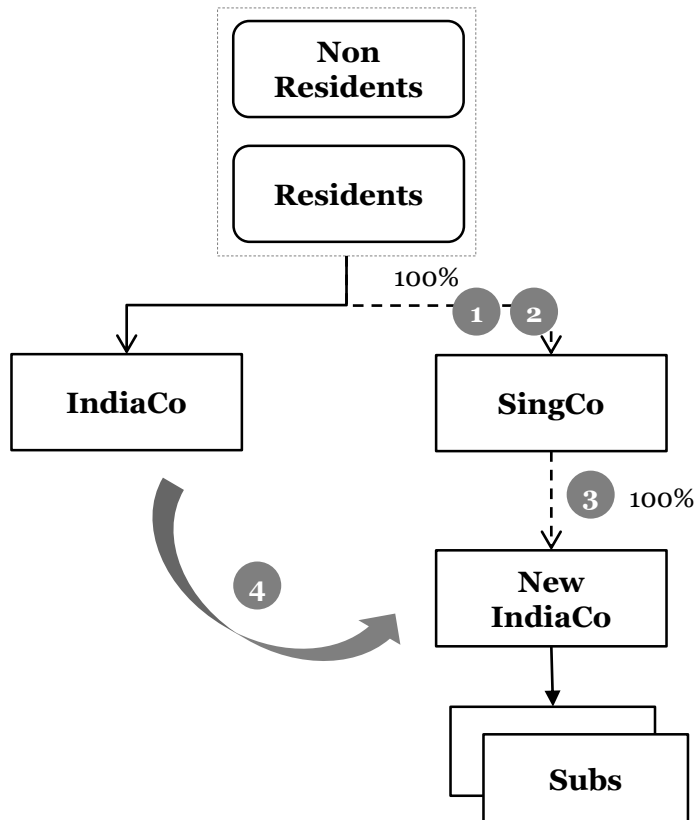 Non
Residents
Residents
100%
1
2
IndiaCo
SingCo
3
100%
4
New
IndiaCo
Subs